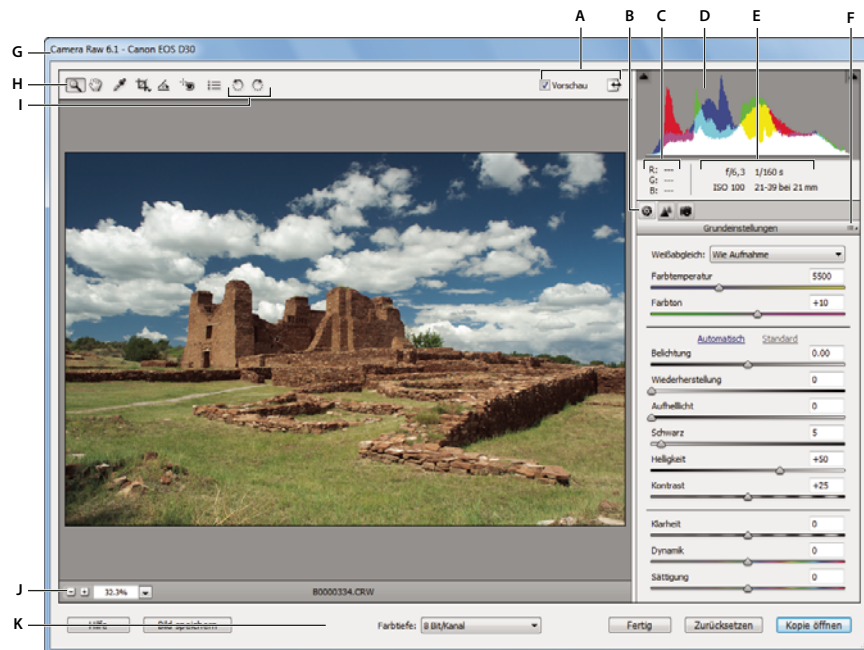 A B C D E F
G Camera Raw 6.1 - Canon EOS D30
H
I
Vorschau
R: ---
G: ---
B: ---
f/6,3 1/160 s
ISO 100 21-39 bei 21 mm
Grundeinstellungen
Weißabgleich: Wie Aufnahme
Farbtemperatur 5500
Farbton +10
Automatisch Standard
Belichtung 0.00
Wiederherstellung 0
Aufhelllicht 0
Schwarz 5
Helligkeit +50
Kontrast +25
Klarheit 0
Dynamik 0
Sättigung 0
J 33.3% B0000334.CRW
K Hilfe Bild speichern Farbtiefe: 8 Bit/Kanal Fertig Zurücksetzen Kopie öffnen